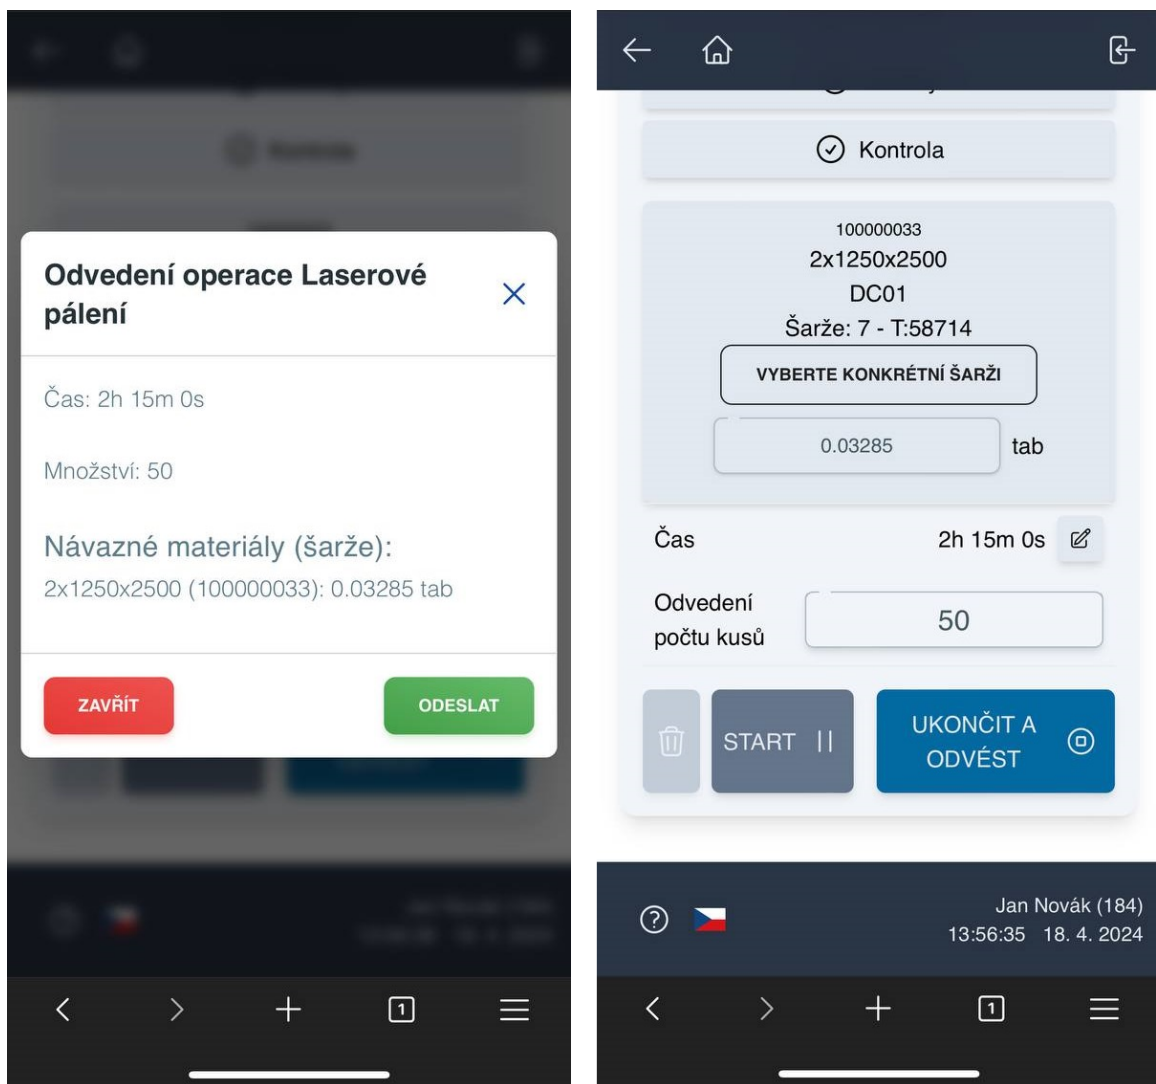 Odvedení operace Laserové
pálení
Čas: 2h 15m 0s
Množství: 50
Návazné materiály (šarže):
2x1250x2500 (100000033): 0.03285 tab
ZAVŘÍT
ODESLAT
1
Kontrola
100000033
2x1250x2500
DC01
Šarže: 7 - T:58714
VYBERTE KONKRÉTNÍ ŠARŽI
0.03285 tab
Čas 2h 15m 0s
Odvedení
počtu kusů
50
START
UKONČIT A
ODVÉST
Jan Novák (184)
13:56:35 18. 4. 2024
1